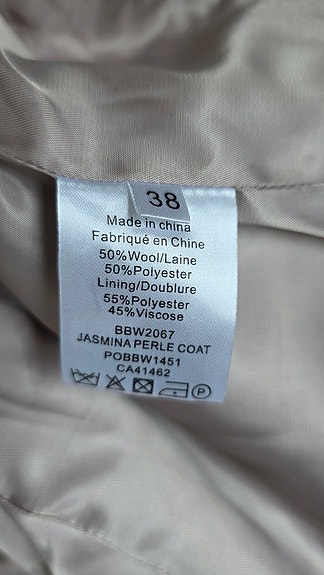 38
Made in china
Fabriqué en Chine
50%Wool/Laine
50%Polyester
Lining/Doublure
55%Polyester
45%Viscose
BBW2067
JASMINA PERLE COAT
POBBW1451
CA41462
P